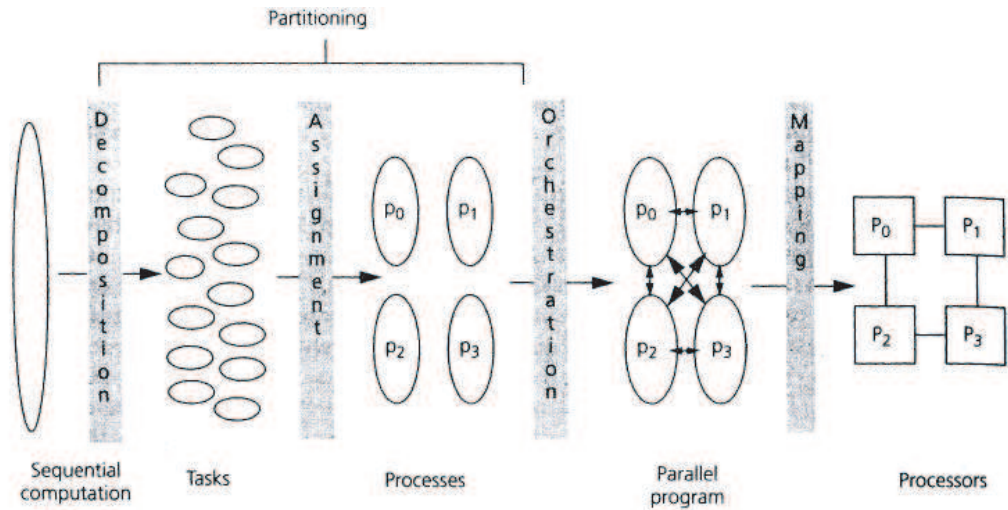 Partitioning
Decomposition
Assignment
Orchestration
Mapping
p0 p1
p2 p3
p0 p1
p2 p3
P0 P1
P2 P3
Sequential
computation
Tasks
Processes
Parallel
program
Processors